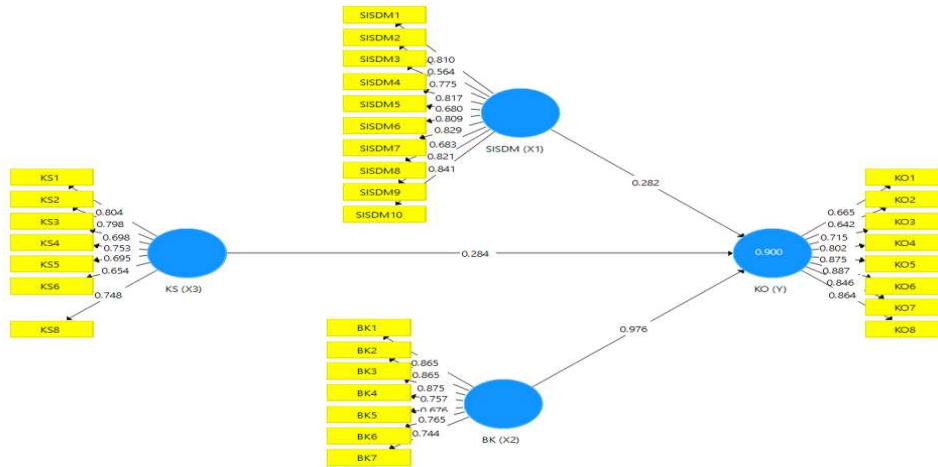 SISDM1
SISDM2
SISDM3
SISDM4
SISDM5
SISDM6
SISDM7
SISDM8
SISDM9
SISDM10
0.810
0.564
0.775
0.817
0.680
0.809
0.829
0.683
0.821
0.841
SISDM (X1)
0.282
KS1
KS2
KS3
KS4
KS5
KS6
KS8
0.804
0.798
0.698
0.753
0.695
0.654
0.748
KS (X3)
0.284
BK1
BK2
BK3
BK4
BK5
BK6
BK7
0.865
0.865
0.875
0.757
0.676
0.765
0.744
BK (X2)
0.976
0.900
KO (Y)
0.665
0.642
0.715
0.802
0.875
0.887
0.846
0.864
KO1
KO2
KO3
KO4
KO5
KO6
KO7
KO8